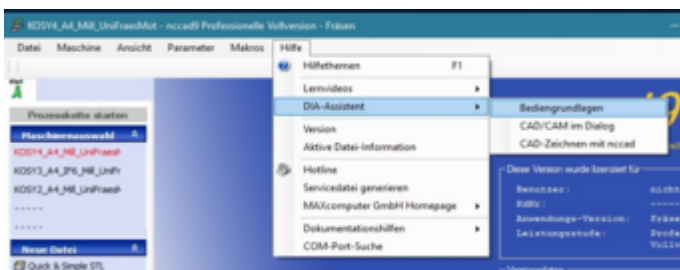 KOSY4_A4_Mill_UniFraesMot - nccad9 Professionelle Vollversion - Fräsen
Datei Maschine Ansicht Parameter Makros Hilfe
Hilfethemen F1
Lernvideos
DIA-Assistent
Bediengrundlagen
CAD/CAM im Dialog
CAD-Zeichnen mit nccad
Version
Aktive Datei-Information
Hotline
Servicedatei generieren
MAXcomputer GmbH Homepage
Dokumentationshilfen
COM-Port-Suche
Prozesskette starten
Maschinenauswahl
KOSY4_A4_Mill_UniFraesM
KOSY3_A4_IP6_Mill_UniFr
KOSY2_A4_Mill_UniFraesM
-----
-----
Neue Datei
Quick & Simple STL
Diese Version wurde lizenziert für
Benutzer: nicht
KdNr: -----
Anwendungs-Version: Fräse
Leistungsstufe: Profe
Vollv
Versionsdaten